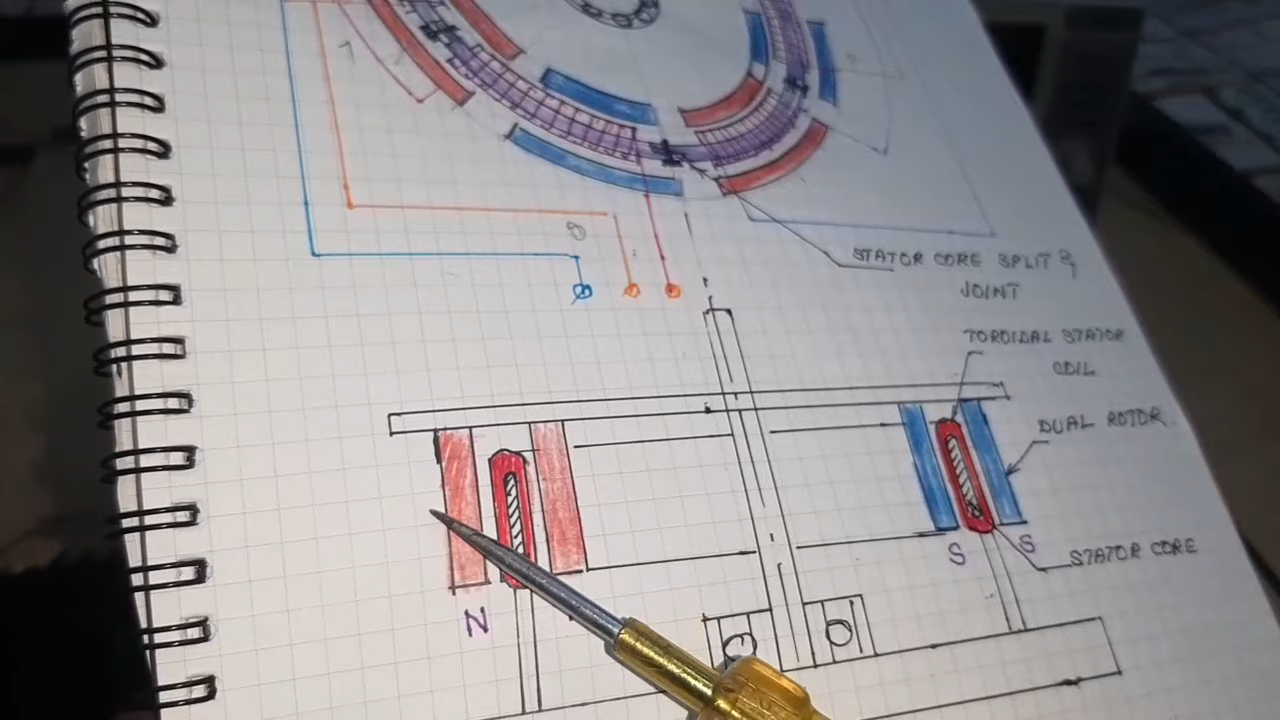 STATOR CORE SPLIT &
JOINT
TOROIDAL STATOR
COIL
DUAL ROTOR
S
S
STATOR CORE
N